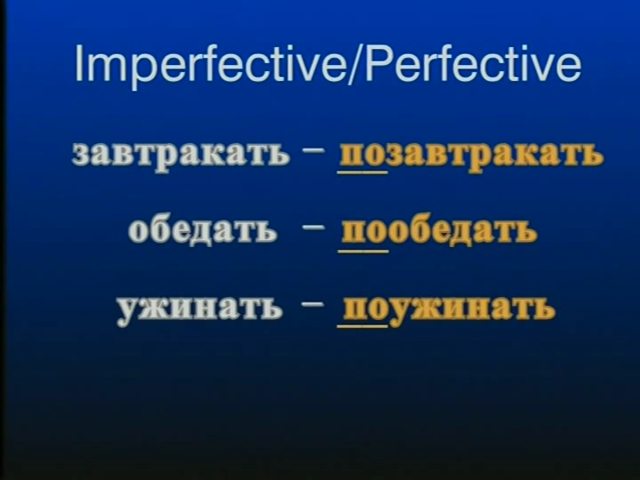 Imperfective/Perfective
завтракать – позавтракать
обедать – пообедать
ужинать – поужинать